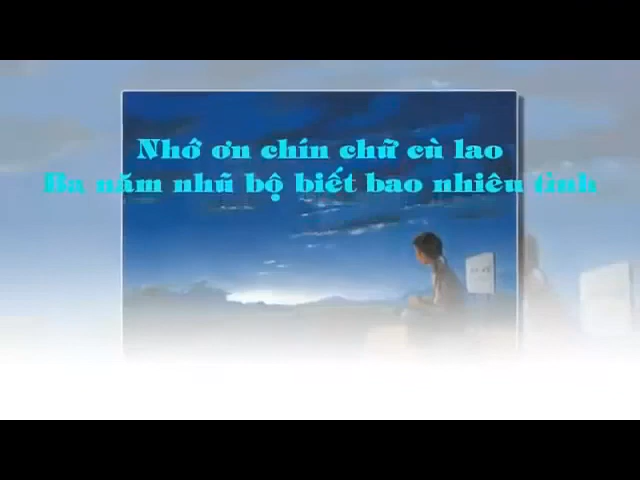 Nhớ ơn chín chữ cù lao
Ba năm nhũ bộ biết bao nhiêu tình